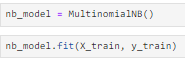 nb_model = MultinomialNB()
nb_model.fit(X_train, y_train)